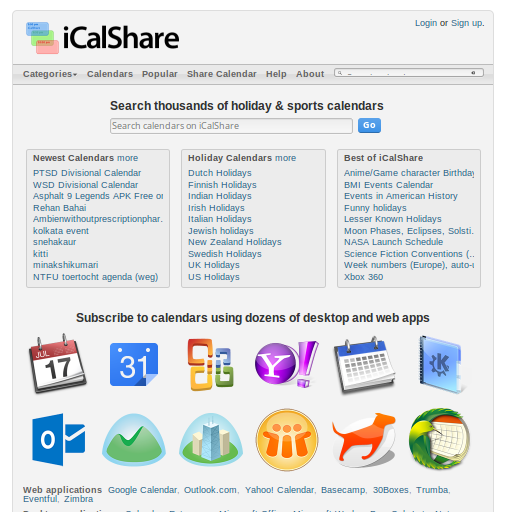 Login or Sign up.
iCalShare
Categories Calendars Popular Share Calendar Help About
Search thousands of holiday & sports calendars
Search calendars on iCalShare Go
Newest Calendars more
PTSD Divisional Calendar
WSD Divisional Calendar
Asphalt 9 Legends APK Free on
Rehan Bahai
Ambienwithoutprescriptionphar...
kolkata event
snehakaur
kitti
minakshikumari
NTFU toertocht agenda (weg)
Holiday Calendars more
Dutch Holidays
Finnish Holidays
Indian Holidays
Irish Holidays
Italian Holidays
Jewish holidays
New Zealand Holidays
Swedish Holidays
UK Holidays
US Holidays
Best of iCalShare
Anime/Game character Birthday
BMI Events Calendar
Events in American History
Funny holidays
Lesser Known Holidays
Moon Phases, Eclipses, Solsti...
NASA Launch Schedule
Science Fiction Conventions (...
Week numbers (Europe), auto-u
Xbox 360
Subscribe to calendars using dozens of desktop and web apps
JUL
17
31
Y!
K
o
Web applications Google Calendar, Outlook.com, Yahoo! Calendar, Basecamp, 30Boxes, Trumba,
Eventful, Zimbra